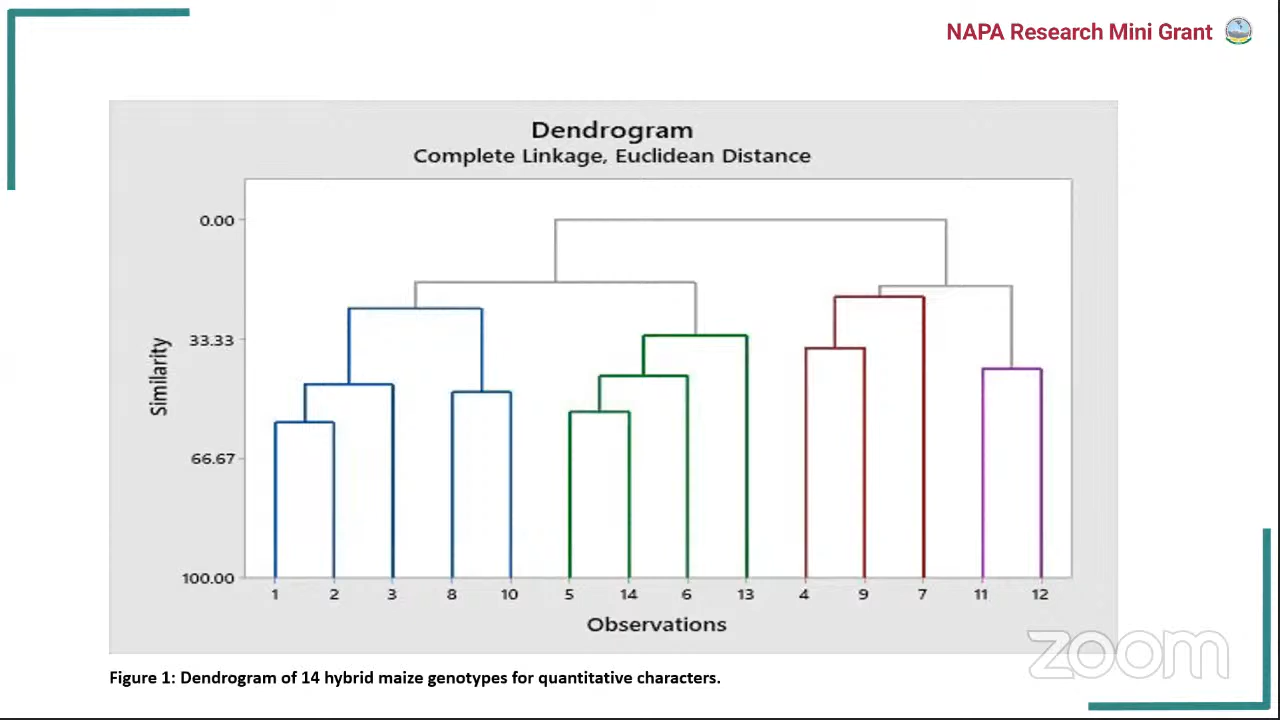 NAPA Research Mini Grant
Dendrogram
Complete Linkage, Euclidean Distance
0.00
33.33
66.67
100.00
Similarity
1 2 3 8 10 5 14 6 13 4 9 7 11 12
Observations
zoom
Figure 1: Dendrogram of 14 hybrid maize genotypes for quantitative characters.